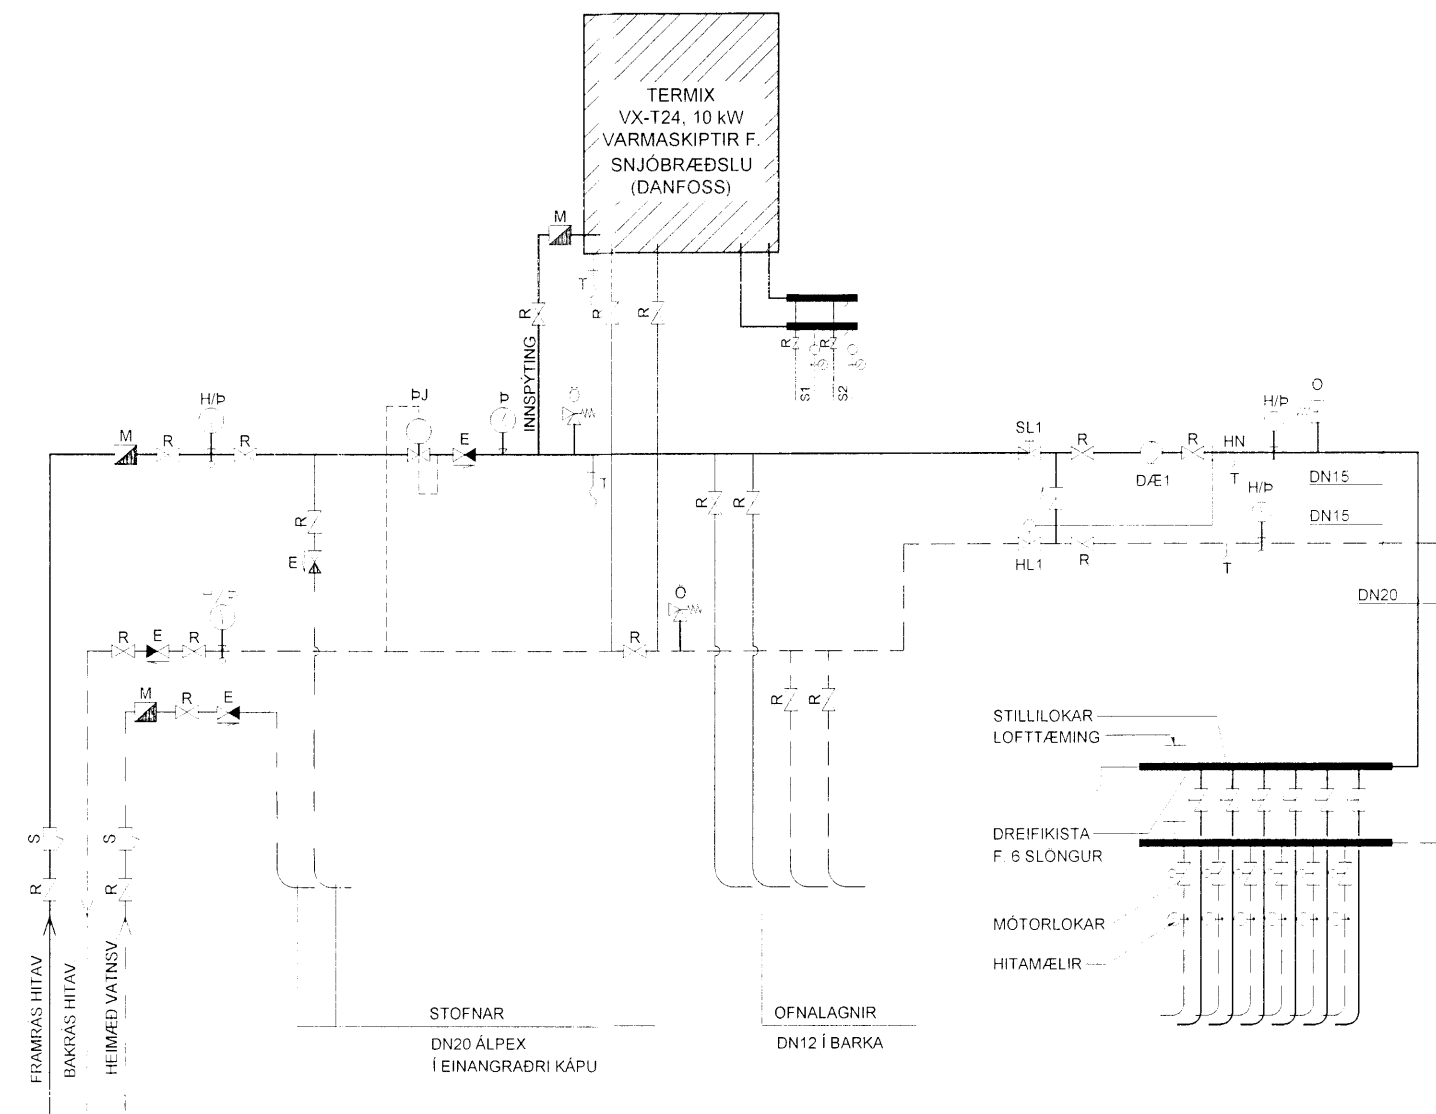 TERMIX
VX-T24, 10 kW
VARMASKIPTIR F.
SNJÓBRÆÐSLU
(DANFOSS)
M
T
R
R
R
INNSPÝTING
R
R
S1
S2
H/Þ
ÞJ
Þ
Ö
M
R
R
E
T
R
E
R
R
SL1
R
R
HN
H/Þ
Ö
DÆ1
T
DN15
H/Þ
DN15
HL1
R
T
DN20
R
E
R
R
Ö
M
R
E
R
R
STILLILOKAR
LOFTTÆMING
DREIFIKISTA
F. 6 SLÖNGUR
MÓTORLOKAR
HITAMÆLIR
S
S
R
R
FRAMRÁS HITAV
BAKRÁS HITAV
HEIMÆÐ VATNSV
STOFNAR
DN20 ÁLPEX
Í EINANGRAÐRI KÁPU
OFNALAGNIR
DN12 Í BARKA